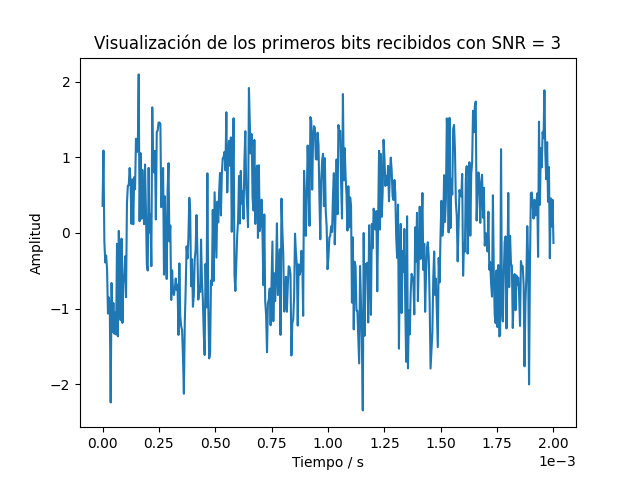 Visualización de los primeros bits recibidos con SNR = 3
Amplitud
2
1
0
−1
−2
0.00 0.25 0.50 0.75 1.00 1.25 1.50 1.75 2.00
1e−3
Tiempo / s